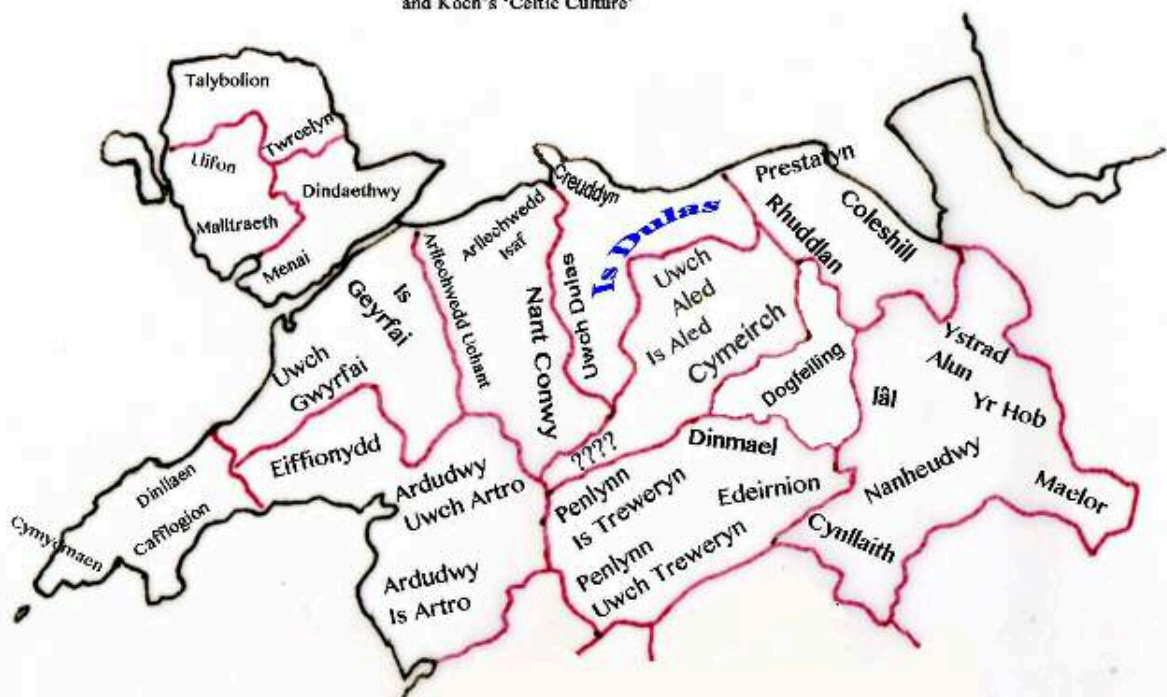 and Koch's 'Celtic Culture'
Talybolion
Twrcelyn
Llifon
Dindaethwy
Malltraeth
Menai
Creuddyn
Prestatyn
Rhuddlan
Coleshill
Is Dulas
Uwch Dulas
Arllechwedd
Isaf
Arllechwedd Uchant
Nant Conwy
Is
Geyrfai
Uwch
Gwyrfai
Uwch
Aled
Is Aled
Cymeirch
Dogfeiling
Ystrad
Alun
Yr Hob
Iâl
Nanheudwy
Maelor
Cynllaith
????
Dinmael
Edeirnion
Penlynn
Is Treweryn
Penlynn
Uwch Treweryn
Eiffionydd
Ardudwy
Uwch Artro
Ardudwy
Is Artro
Dinllaen
Cafflogion
Cymydmaen